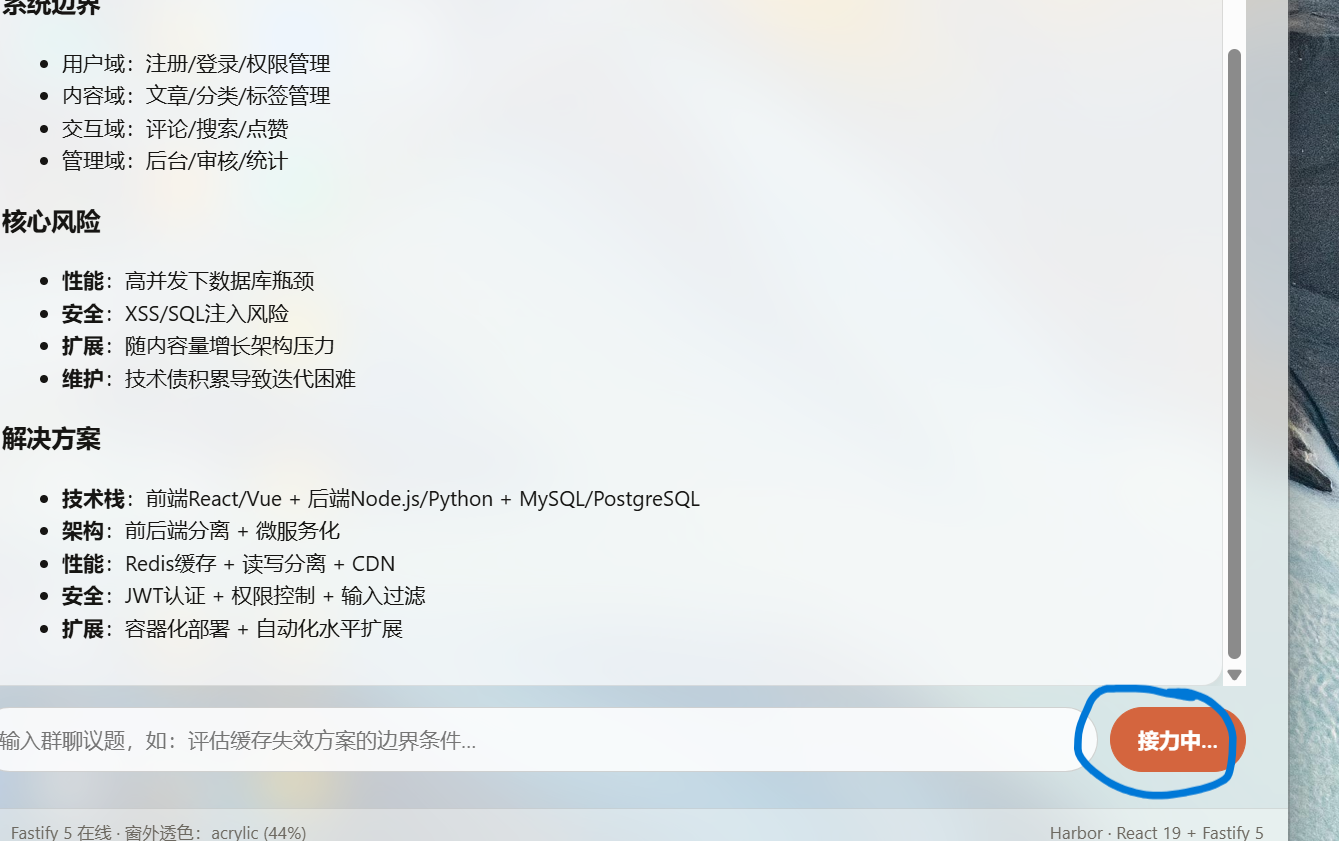 系统边界
用户域：注册/登录/权限管理
内容域：文章/分类/标签管理
交互域：评论/搜索/点赞
管理域：后台/审核/统计
核心风险
性能：高并发下数据库瓶颈
安全：XSS/SQL注入风险
扩展：随内容量增长架构压力
维护：技术债积累导致迭代困难
解决方案
技术栈：前端React/Vue + 后端Node.js/Python + MySQL/PostgreSQL
架构：前后端分离 + 微服务化
性能：Redis缓存 + 读写分离 + CDN
安全：JWT认证 + 权限控制 + 输入过滤
扩展：容器化部署 + 自动化水平扩展
输入群聊议题，如：评估缓存失效方案的边界条件...
接力中...
Fastify 5 在线 · 窗外透色：acrylic (44%)
Harbor · React 19 + Fastify 5